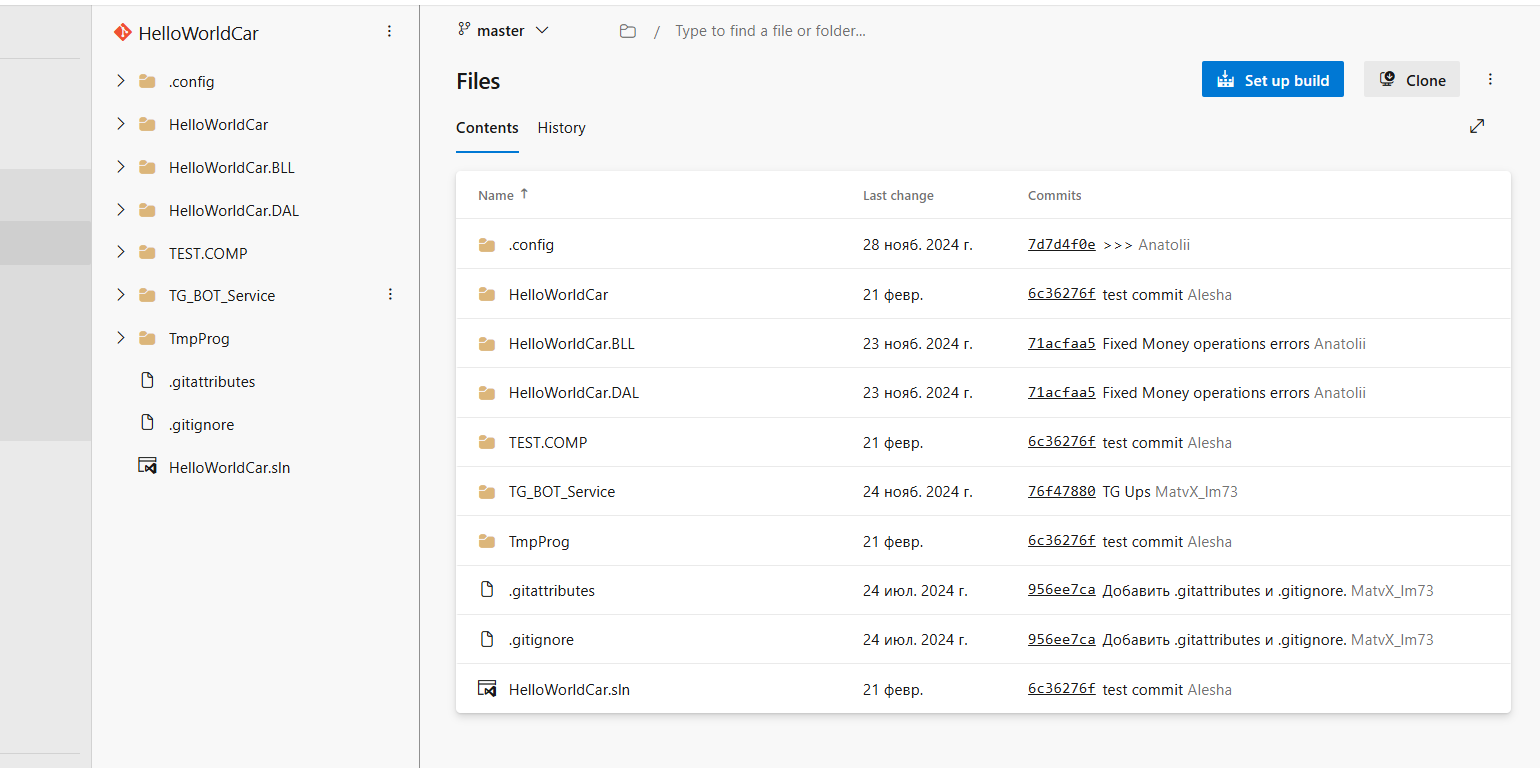 HelloWorldCar
.config
HelloWorldCar
HelloWorldCar.BLL
HelloWorldCar.DAL
TEST.COMP
TG_BOT_Service
TmpProg
.gitattributes
.gitignore
HelloWorldCar.sln
master / Type to find a file or folder...
Files Set up build Clone
Contents History
Name ↑ Last change Commits
.config 28 нояб. 2024 г. 7d7d4f0e >>> Anatolii
HelloWorldCar 21 февр. 6c36276f test commit Alesha
HelloWorldCar.BLL 23 нояб. 2024 г. 71acfaa5 Fixed Money operations errors Anatolii
HelloWorldCar.DAL 23 нояб. 2024 г. 71acfaa5 Fixed Money operations errors Anatolii
TEST.COMP 21 февр. 6c36276f test commit Alesha
TG_BOT_Service 24 нояб. 2024 г. 76f47880 TG Ups MatvX_Im73
TmpProg 21 февр. 6c36276f test commit Alesha
.gitattributes 24 июл. 2024 г. 956ee7ca Добавить .gitattributes и .gitignore. MatvX_Im73
.gitignore 24 июл. 2024 г. 956ee7ca Добавить .gitattributes и .gitignore. MatvX_Im73
HelloWorldCar.sln 21 февр. 6c36276f test commit Alesha